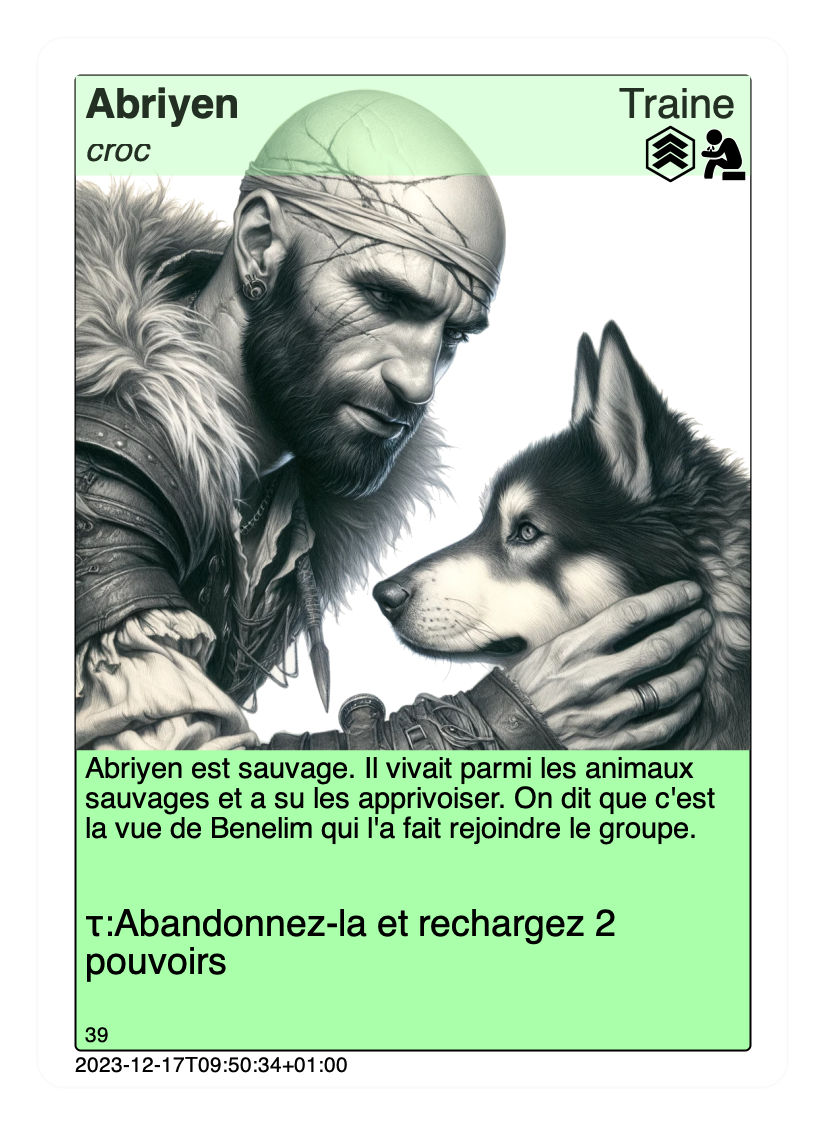 Abriyen
Traine
croc
Abriyen est sauvage. Il vivait parmi les animaux
sauvages et a su les apprivoiser. On dit que c'est
la vue de Benelim qui l'a fait rejoindre le groupe.
τ:Abandonnez-la et rechargez 2
pouvoirs
39
2023-12-17T09:50:34+01:00